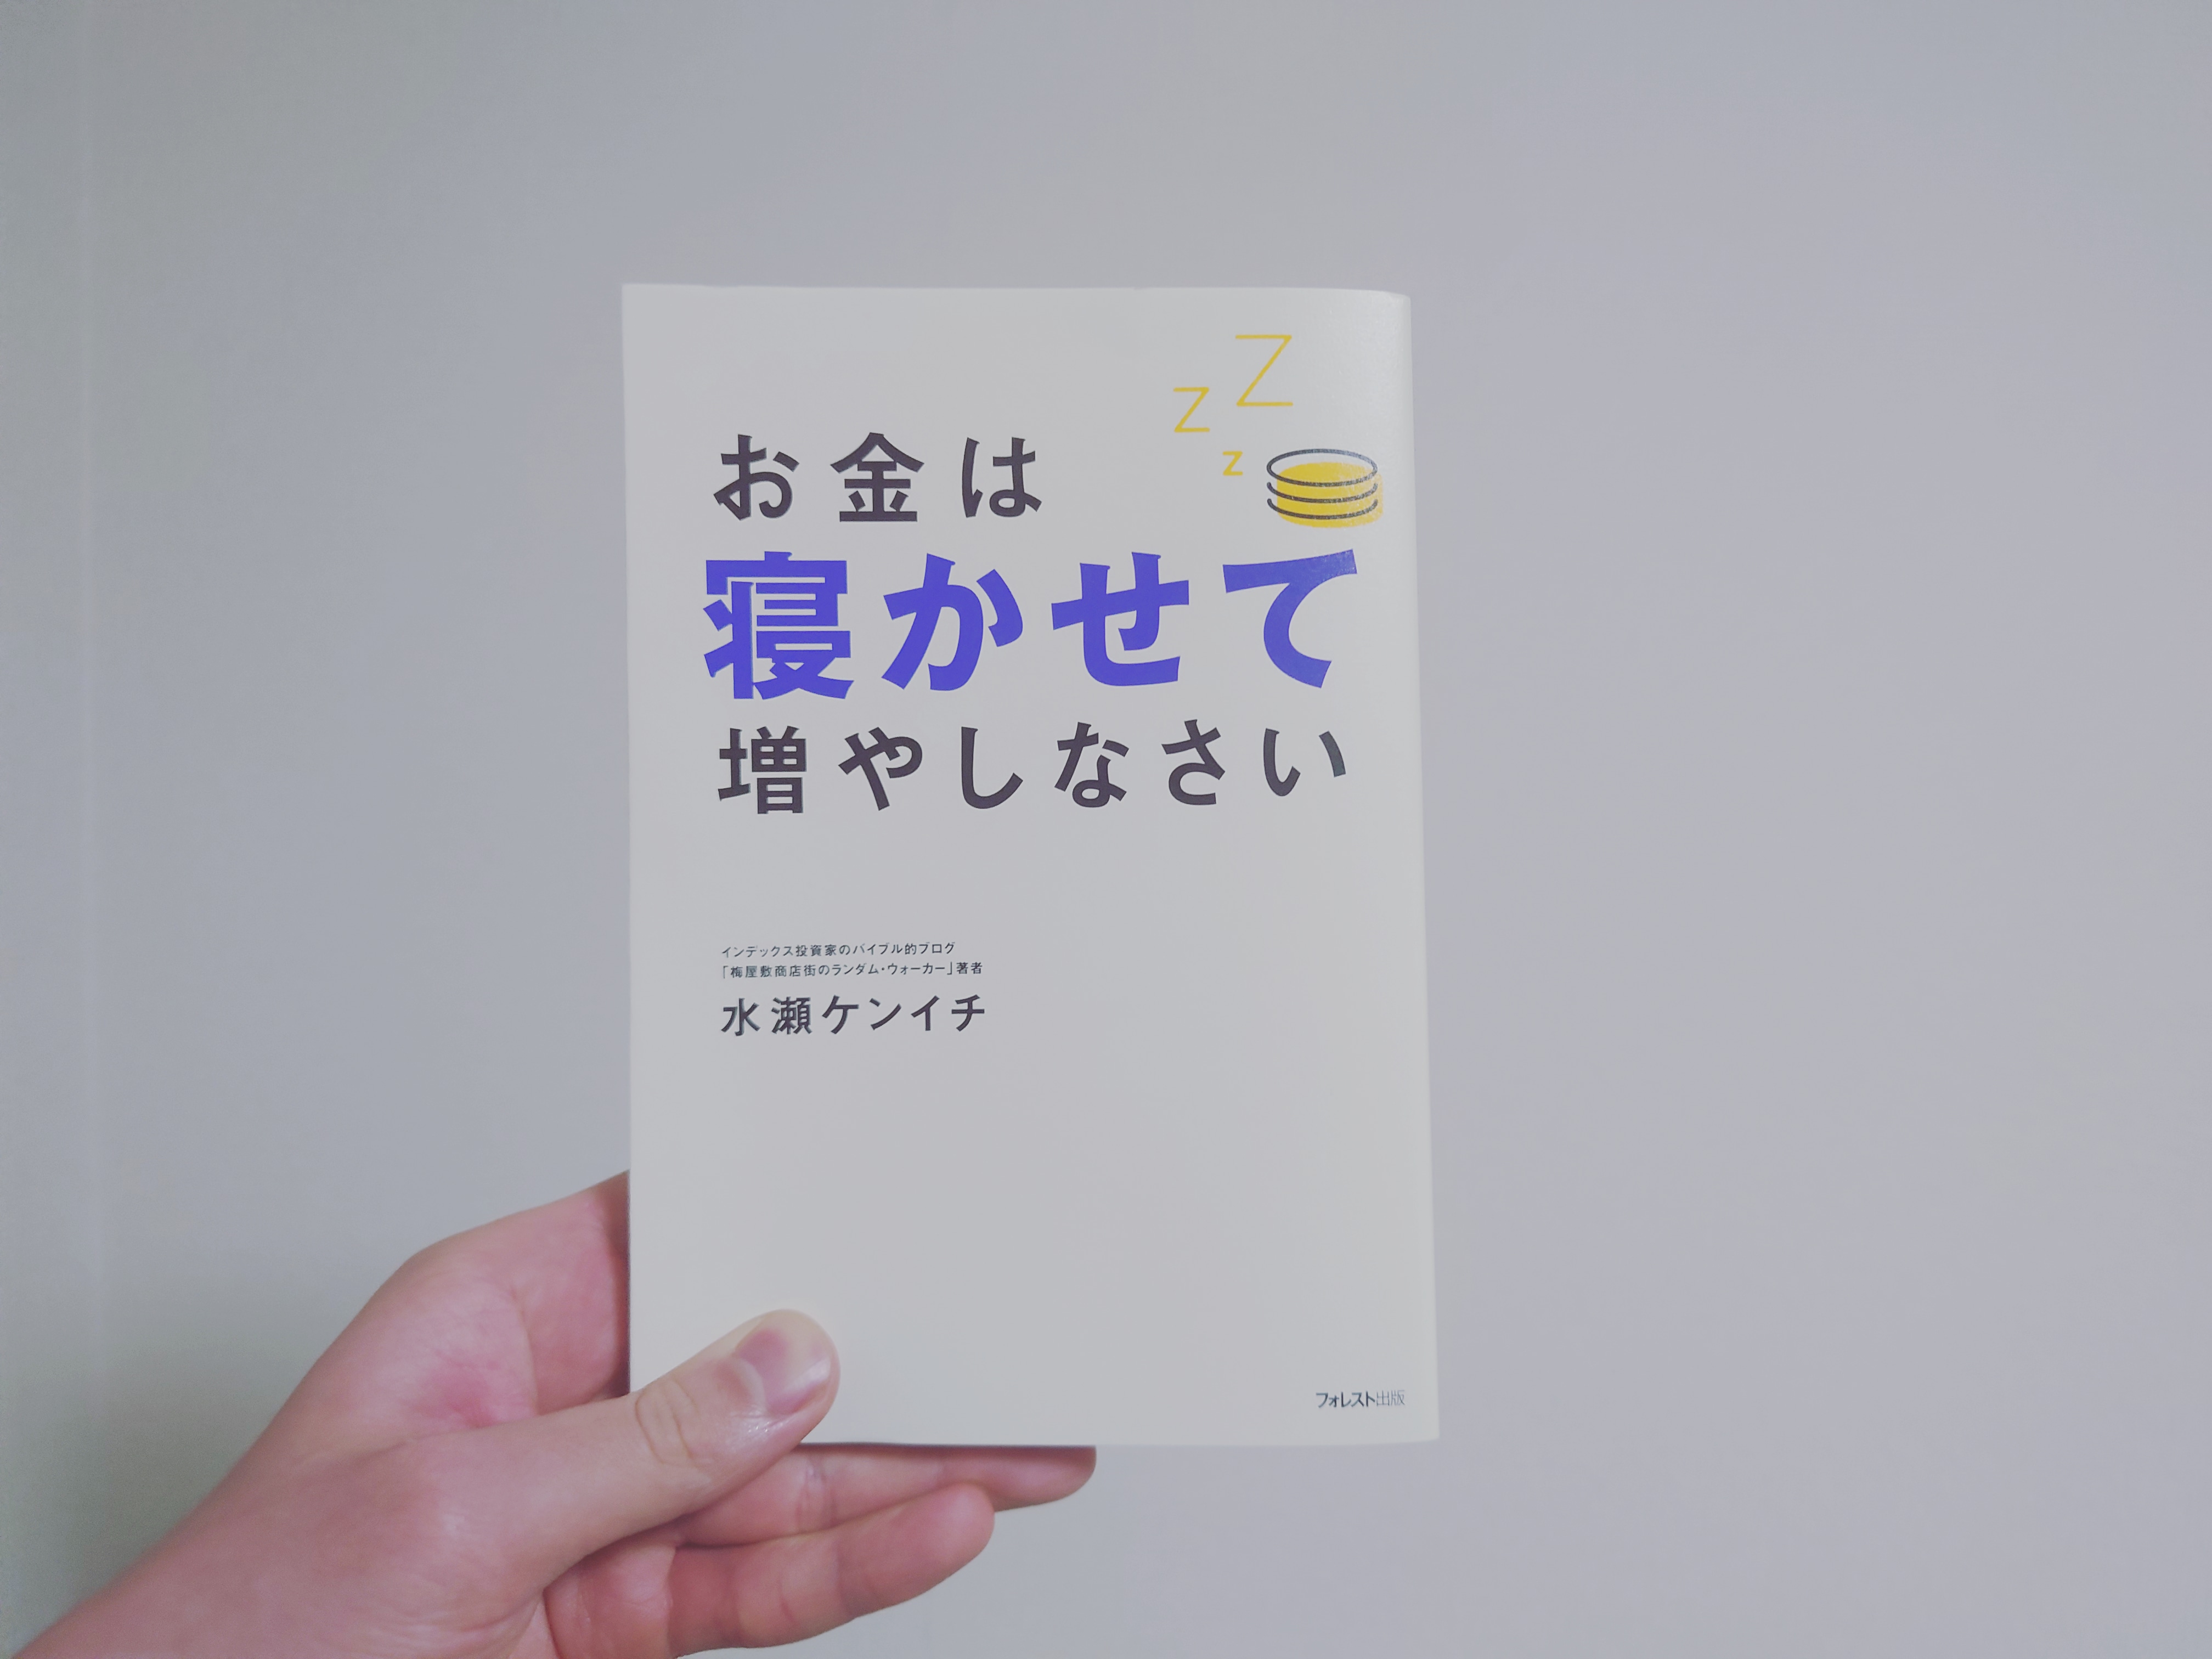 z Z
z
お金は
寝かせて
増やしなさい
インデックス投資家のバイブル的ブログ
「梅屋敷商店街のランダム・ウォーカー」著者
水瀬ケンイチ
フォレスト出版